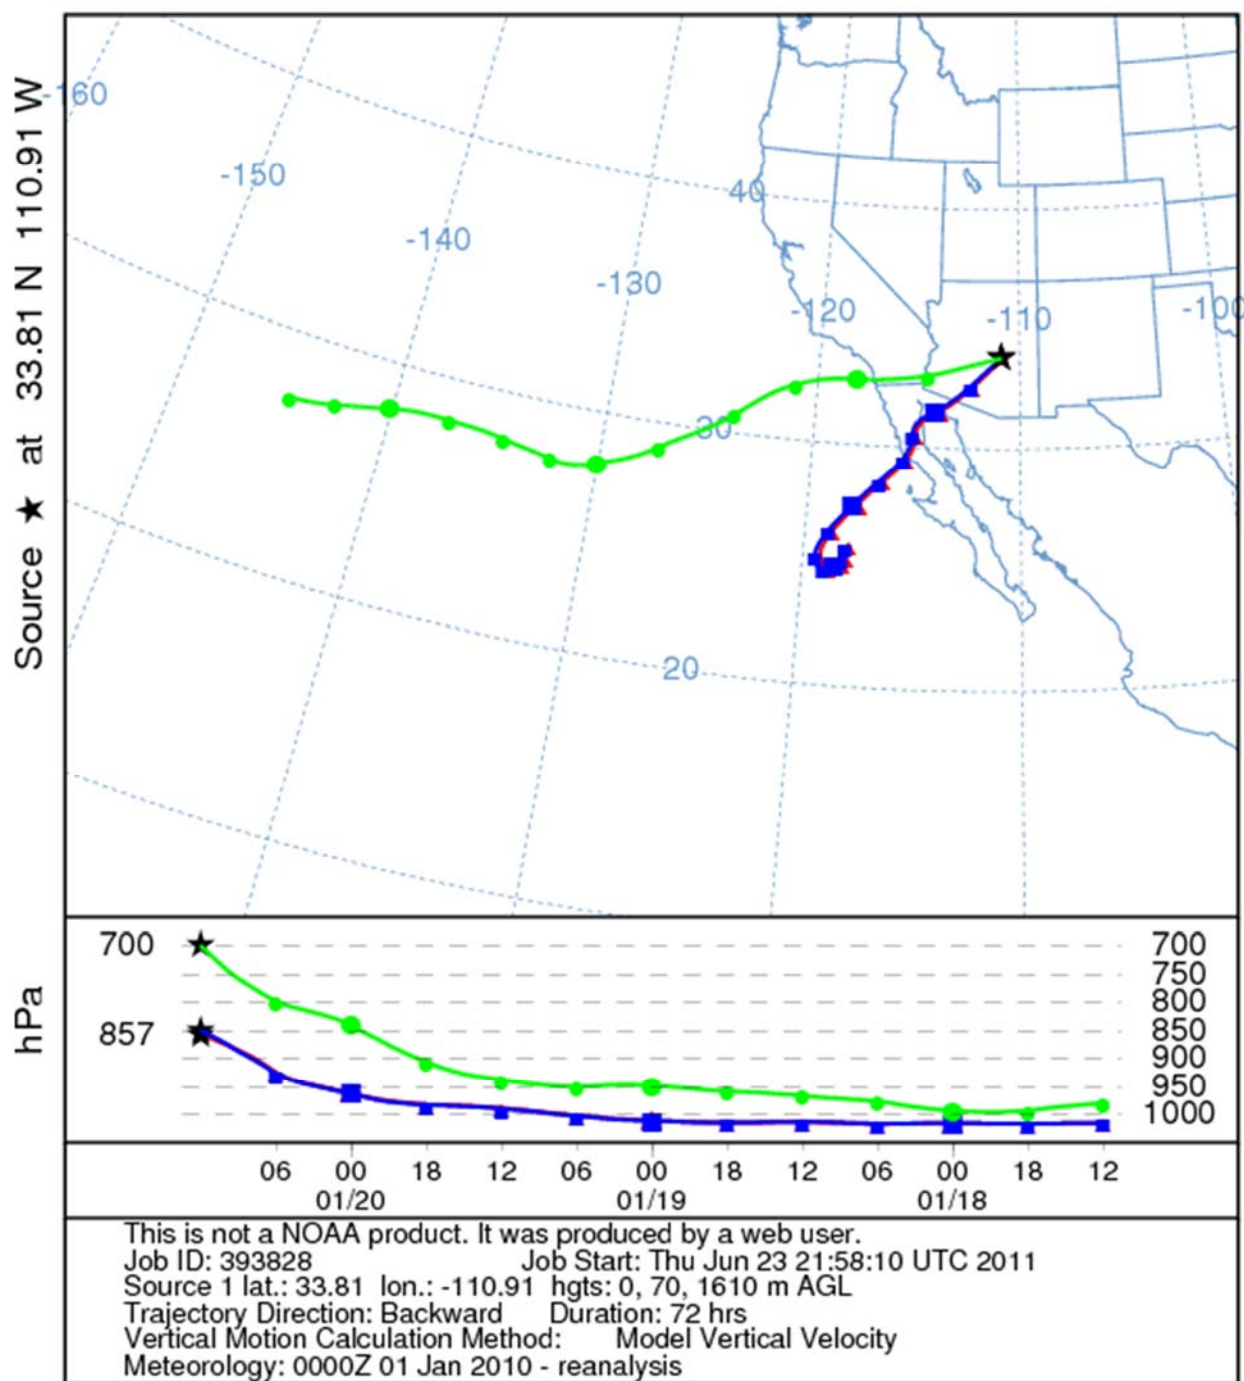 Source ★ at 33.81 N 110.91 W
-160
-150
-140
-130
-120
-110
-100
40
30
20
hPa
700
857
700
750
800
850
900
950
1000
06 00 18 12 06 00 18 12 06 00 18 12
01/20 01/19 01/18
This is not a NOAA product. It was produced by a web user.
Job ID: 393828 Job Start: Thu Jun 23 21:58:10 UTC 2011
Source 1 lat.: 33.81 lon.: -110.91 hgts: 0, 70, 1610 m AGL
Trajectory Direction: Backward Duration: 72 hrs
Vertical Motion Calculation Method: Model Vertical Velocity
Meteorology: 0000Z 01 Jan 2010 - reanalysis